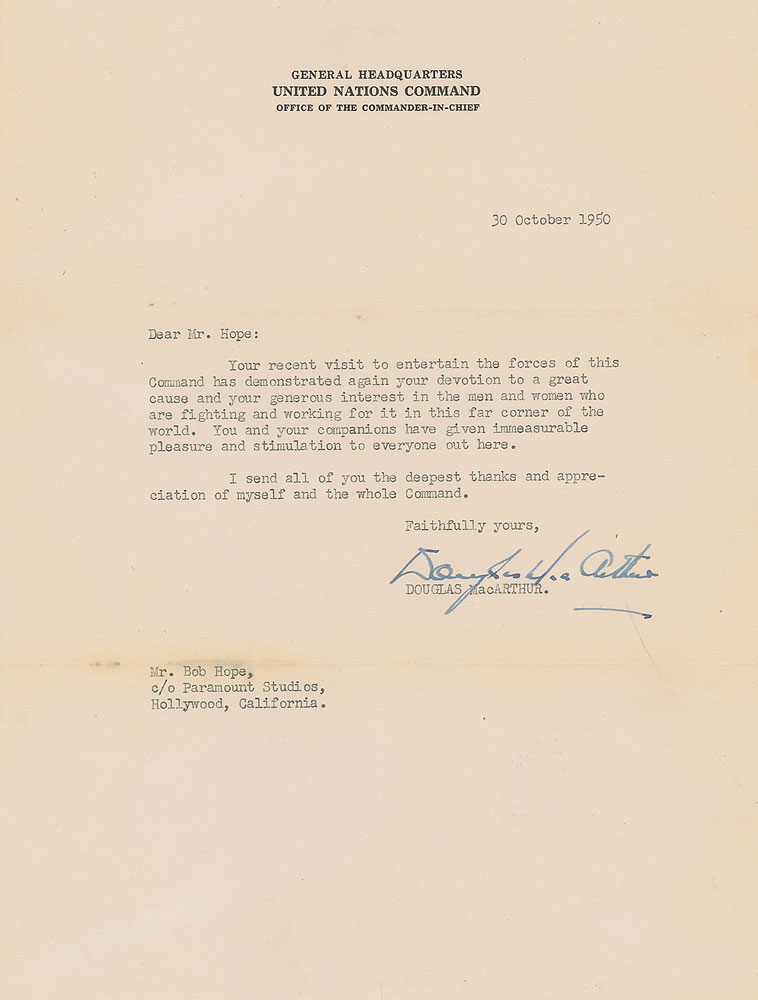 GENERAL HEADQUARTERS
UNITED NATIONS COMMAND
OFFICE OF THE COMMANDER-IN-CHIEF
30 October 1950
Dear Mr. Hope:
Your recent visit to entertain the forces of this
Command has demonstrated again your devotion to a great
cause and your generous interest in the men and women who
are fighting and working for it in this far corner of the
world. You and your companions have given immeasurable
pleasure and stimulation to everyone out here.
I send all of you the deepest thanks and appre-
ciation of myself and the whole Command.
Faithfully yours,
Douglas MacArthur
DOUGLAS MacARTHUR.
Mr. Bob Hope,
c/o Paramount Studios,
Hollywood, California.